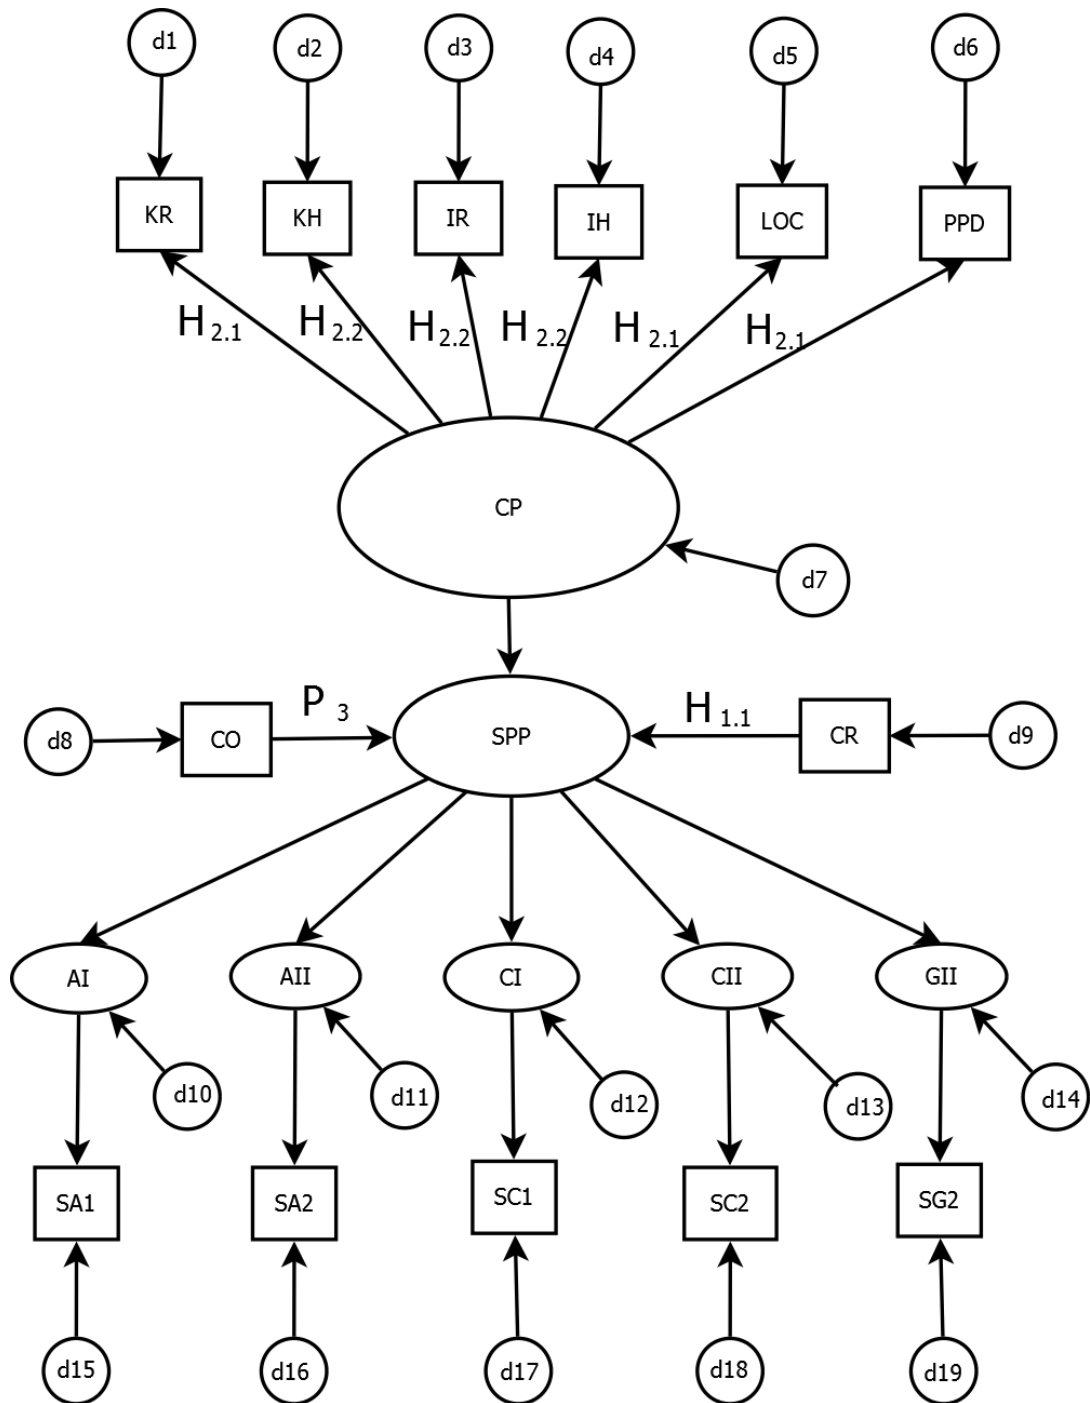 d1
d2
d3
d4
d5
d6
KR
KH
IR
IH
LOC
PPD
H 2.1
H 2.2
H 2.2
H 2.2
H 2.1
H 2.1
CP
d7
d8
CO
P 3
SPP
H 1.1
CR
d9
AI
AII
CI
CII
GII
d10
d11
d12
d13
d14
SA1
SA2
SC1
SC2
SG2
d15
d16
d17
d18
d19